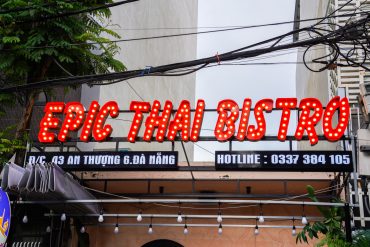 EPIC THAI BISTRO
Đ/C 43 AN THƯỢNG 6.ĐÀ NẴNG
HOTLINE : 0337 384 105